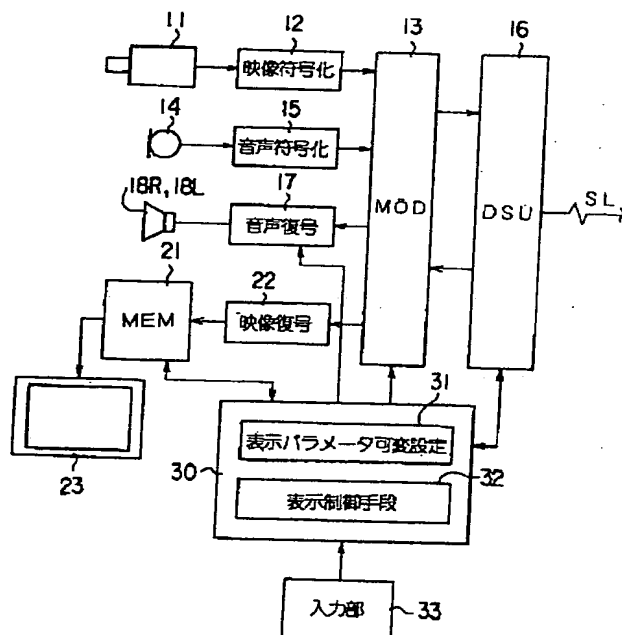 11
12
13
16
映像符号化
14
15
音声符号化
18R, 18L
17
音声復号
MOD
DSU
SL
21
22
MEM
映像復号
31
表示パラメータ可変設定
23
30
32
表示制御手段
入力部
33